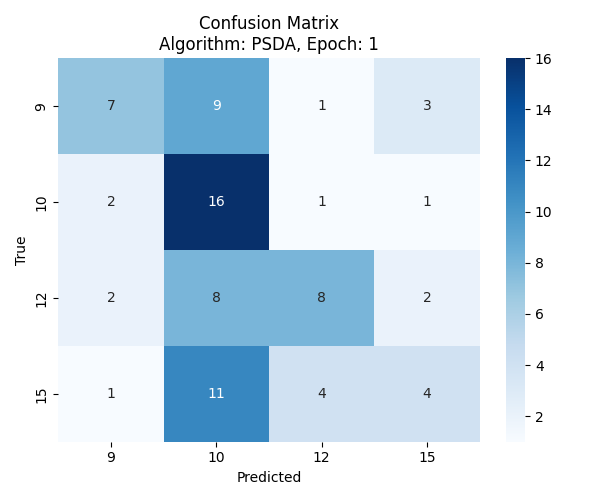 Confusion Matrix
Algorithm: PSDA, Epoch: 1
True
9
7 9 1 3
10
2 16 1 1
12
2 8 8 2
15
1 11 4 4
9 10 12 15
Predicted
16
14
12
10
8
6
4
2